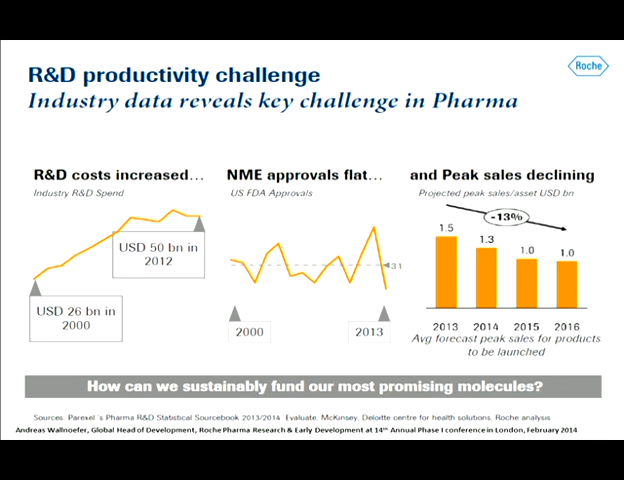 R&D productivity challenge
Roche
Industry data reveals key challenge in Pharma
R&D costs increased...
Industry R&D Spend
USD 50 bn in
2012
USD 26 bn in
2000
NME approvals flat...
US FDA Approvals
31
2000
2013
and Peak sales declining
Projected peak sales/asset USD bn
-13%
1.5
1.3
1.0
1.0
2013 2014 2015 2016
Avg forecast peak sales for products
to be launched
How can we sustainably fund our most promising molecules?
Sources: Parexel's Pharma R&D Statistical Sourcebook 2013/2014. Evaluate, McKinsey, Deloitte centre for health solutions, Roche analysis
Andreas Wallnoefer, Global Head of Development, Roche Pharma Research & Early Development at 14th Annual Phase I conference in London, February 2014